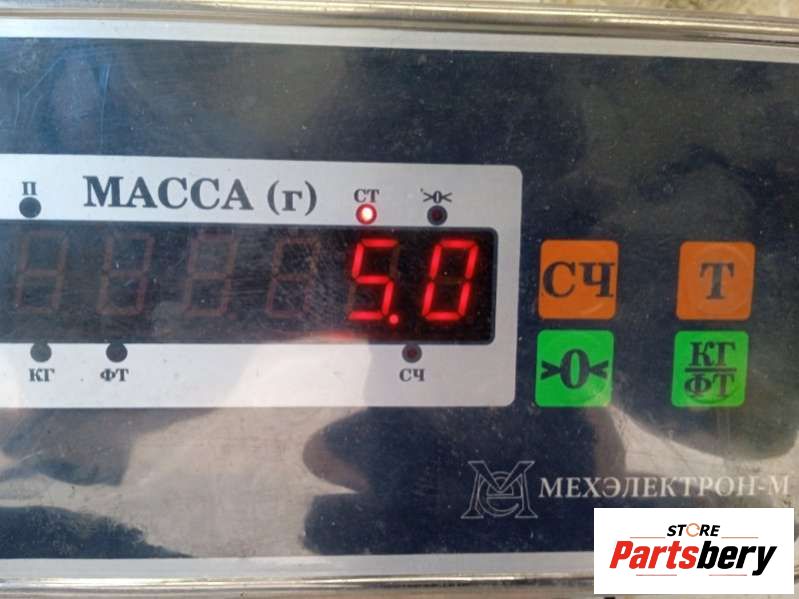 П МАССА (г) СТ >0<
5.0
КГ ФТ СЧ
СЧ Т
>0< КГ
ФТ
МЕХЭЛЕКТРОН-М
STORE
Partsbery